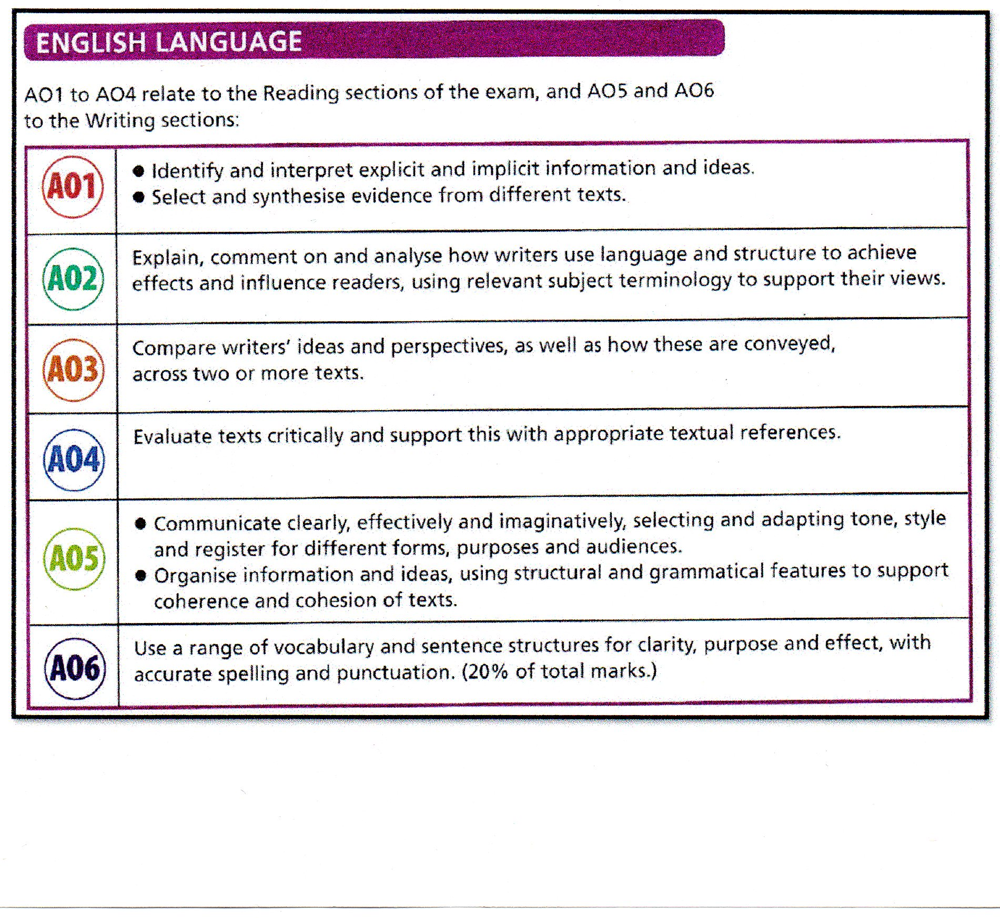 ENGLISH LANGUAGE
AO1 to AO4 relate to the Reading sections of the exam, and AO5 and AO6
to the Writing sections:
AO1
● Identify and interpret explicit and implicit information and ideas.
● Select and synthesise evidence from different texts.
AO2
Explain, comment on and analyse how writers use language and structure to achieve
effects and influence readers, using relevant subject terminology to support their views.
AO3
Compare writers' ideas and perspectives, as well as how these are conveyed,
across two or more texts.
AO4
Evaluate texts critically and support this with appropriate textual references.
AO5
● Communicate clearly, effectively and imaginatively, selecting and adapting tone, style
and register for different forms, purposes and audiences.
● Organise information and ideas, using structural and grammatical features to support
coherence and cohesion of texts.
AO6
Use a range of vocabulary and sentence structures for clarity, purpose and effect, with
accurate spelling and punctuation. (20% of total marks.)